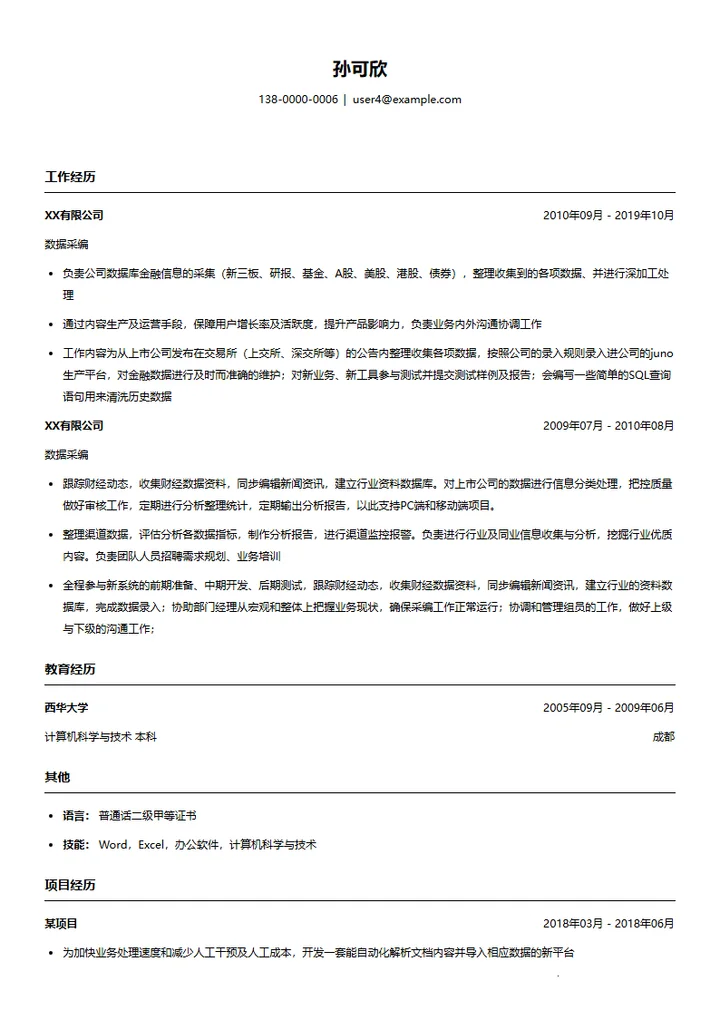 孙可欣
138-0000-0006 | user4@example.com
工作经历
XX有限公司 2010年09月 - 2019年10月
数据采编
• 负责公司数据库金融信息的采集（新三板、研报、基金、A股、美股、港股、债券），整理收集到的各项数据、并进行深加工处
理
• 通过内容生产及运营手段，保障用户增长率及活跃度，提升产品影响力，负责业务内外沟通协调工作
• 工作内容为从上市公司发布在交易所（上交所、深交所等）的公告内整理收集各项数据，按照公司的录入规则录入进公司的juno
生产平台，对金融数据进行及时而准确的维护；对新业务、新工具参与测试并提交测试样例及报告；会编写一些简单的SQL查询
语句用来清洗历史数据
XX有限公司 2009年07月 - 2010年08月
数据采编
• 跟踪财经动态，收集财经数据资料，同步编辑新闻资讯，建立行业资料数据库。对上市公司的数据进行信息分类处理，把控质量
做好审核工作，定期进行分析整理统计，定期输出分析报告，以此支持PC端和移动端项目。
• 整理渠道数据，评估分析各数据指标，制作分析报告，进行渠道监控报警。负责进行行业及同业信息收集与分析，挖掘行业优质
内容。负责团队人员招聘需求规划、业务培训
• 全程参与新系统的前期准备、中期开发、后期测试，跟踪财经动态，收集财经数据资料，同步编辑新闻资讯，建立行业的资料数
据库，完成数据录入；协助部门经理从宏观和整体上把握业务现状，确保采编工作正常运行；协调和管理组员的工作，做好上级
与下级的沟通工作；
教育经历
西华大学 2005年09月 - 2009年06月
计算机科学与技术 本科 成都
其他
• 语言： 普通话二级甲等证书
• 技能： Word，Excel，办公软件，计算机科学与技术
项目经历
某项目 2018年03月 - 2018年06月
• 为加快业务处理速度和减少人工干预及人工成本，开发一套能自动化解析文档内容并导入相应数据的新平台